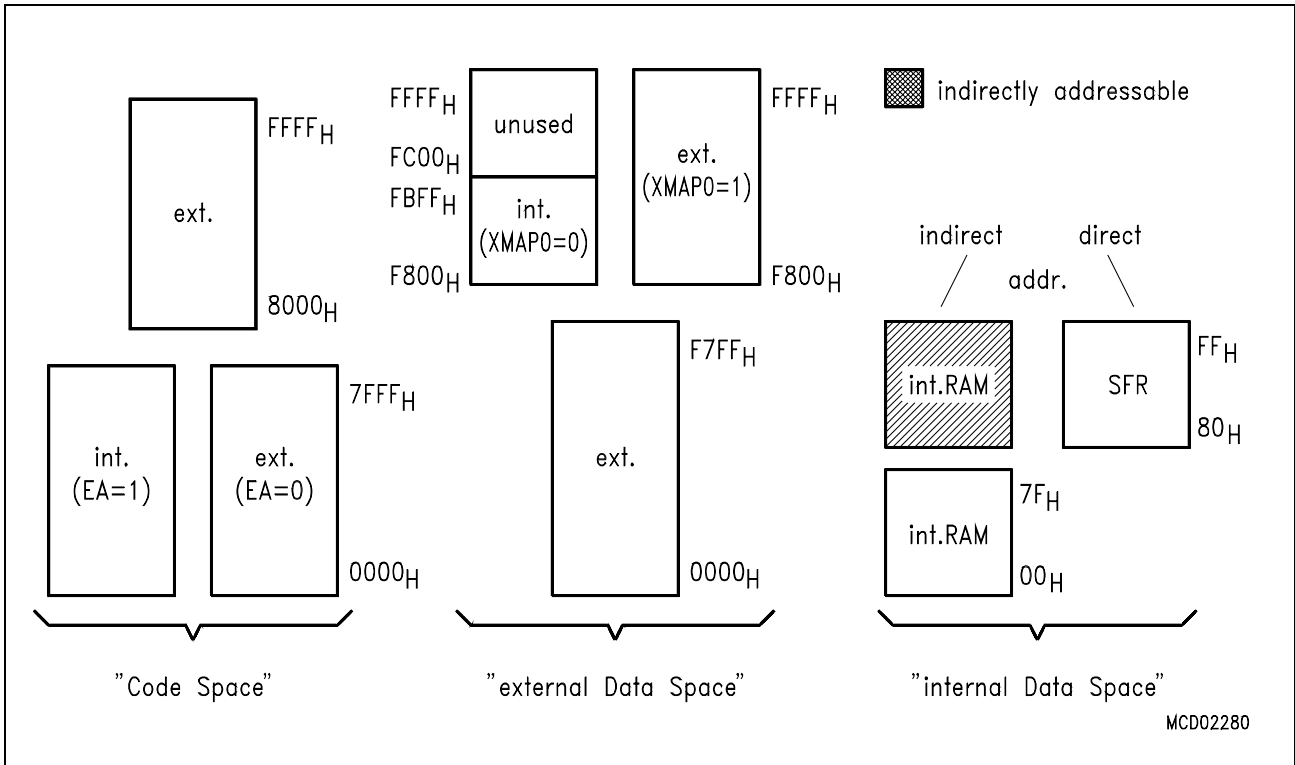 FFFFH
ext.
8000H
int.
(EA=1)
ext.
(EA=0)
7FFFH
0000H
"Code Space"
FFFFH
unused
FC00H
FBFFH
int.
(XMAP0=0)
F800H
ext.
(XMAP0=1)
FFFFH
F800H
F7FFH
ext.
0000H
"external Data Space"
indirectly addressable
indirect
direct
addr.
int.RAM
SFR
FFH
80H
int.RAM
7FH
00H
"internal Data Space"
MCD02280